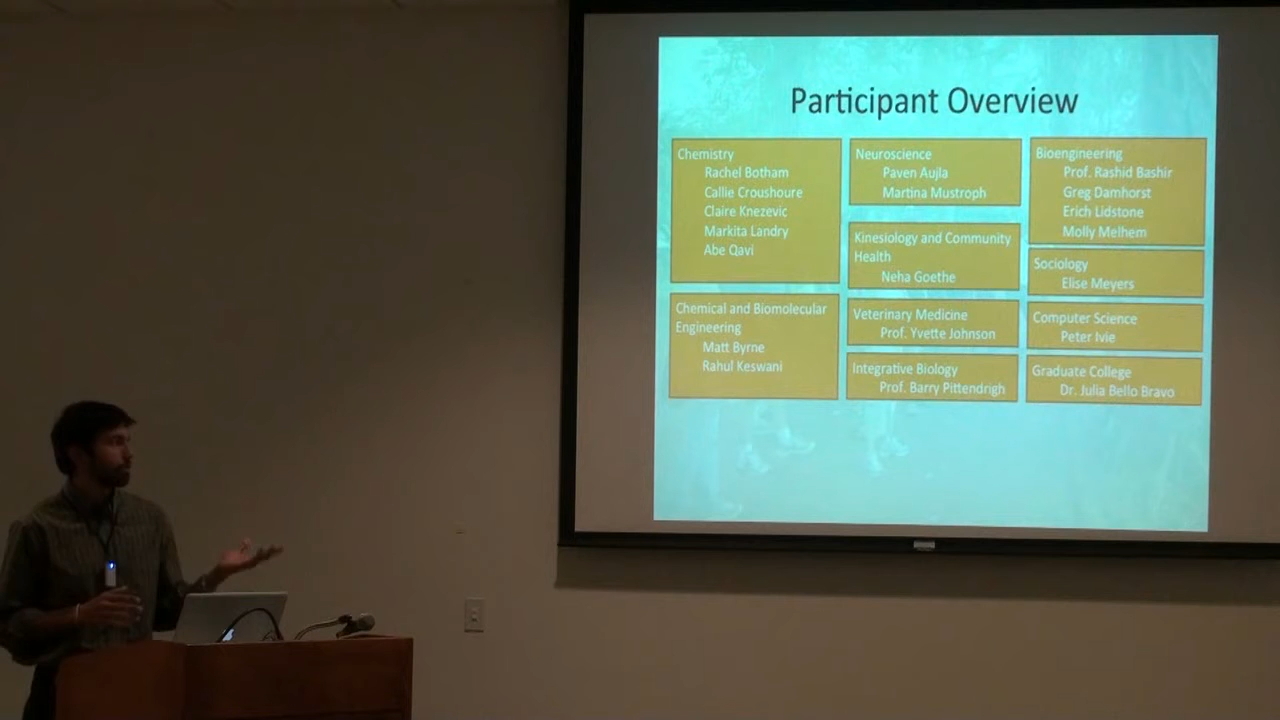 Participant Overview
Chemistry
Rachel Botham
Callie Croushoure
Claire Knezevic
Markita Landry
Abe Qavi
Chemical and Biomolecular
Engineering
Matt Byrne
Rahul Keswani
Neuroscience
Paven Aujla
Martina Mustroph
Kinesiology and Community
Health
Neha Goethe
Veterinary Medicine
Prof. Yvette Johnson
Integrative Biology
Prof. Barry Pittendrigh
Bioengineering
Prof. Rashid Bashir
Greg Damhorst
Erich Lidstone
Molly Melhem
Sociology
Elise Meyers
Computer Science
Peter Ivie
Graduate College
Dr. Julia Bello Bravo